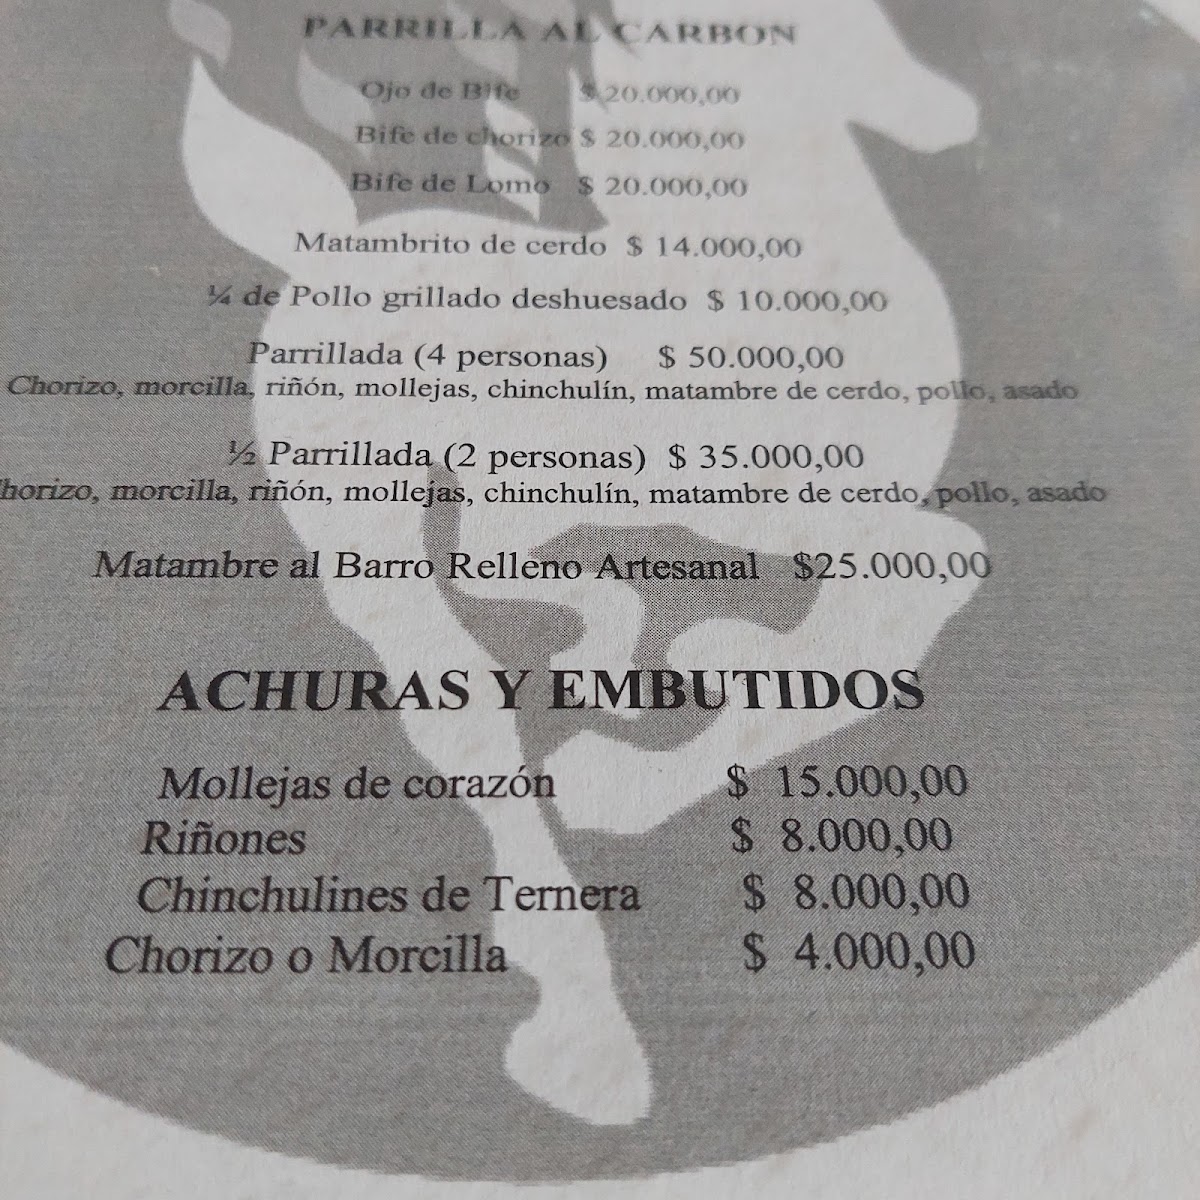 PARRILLA AL CARBON
Ojo de Bife $ 20.000,00
Bife de chorizo $ 20.000,00
Bife de Lomo $ 20.000,00
Matambrito de cerdo $ 14.000,00
¼ de Pollo grillado deshuesado $ 10.000,00
Parrillada (4 personas) $ 50.000,00
Chorizo, morcilla, riñón, mollejas, chinchulín, matambre de cerdo, pollo, asado
½ Parrillada (2 personas) $ 35.000,00
horizo, morcilla, riñón, mollejas, chinchulín, matambre de cerdo, pollo, asado
Matambre al Barro Relleno Artesanal $25.000,00
ACHURAS Y EMBUTIDOS
Mollejas de corazón $ 15.000,00
Riñones $ 8.000,00
Chinchulines de Ternera $ 8.000,00
Chorizo o Morcilla $ 4.000,00